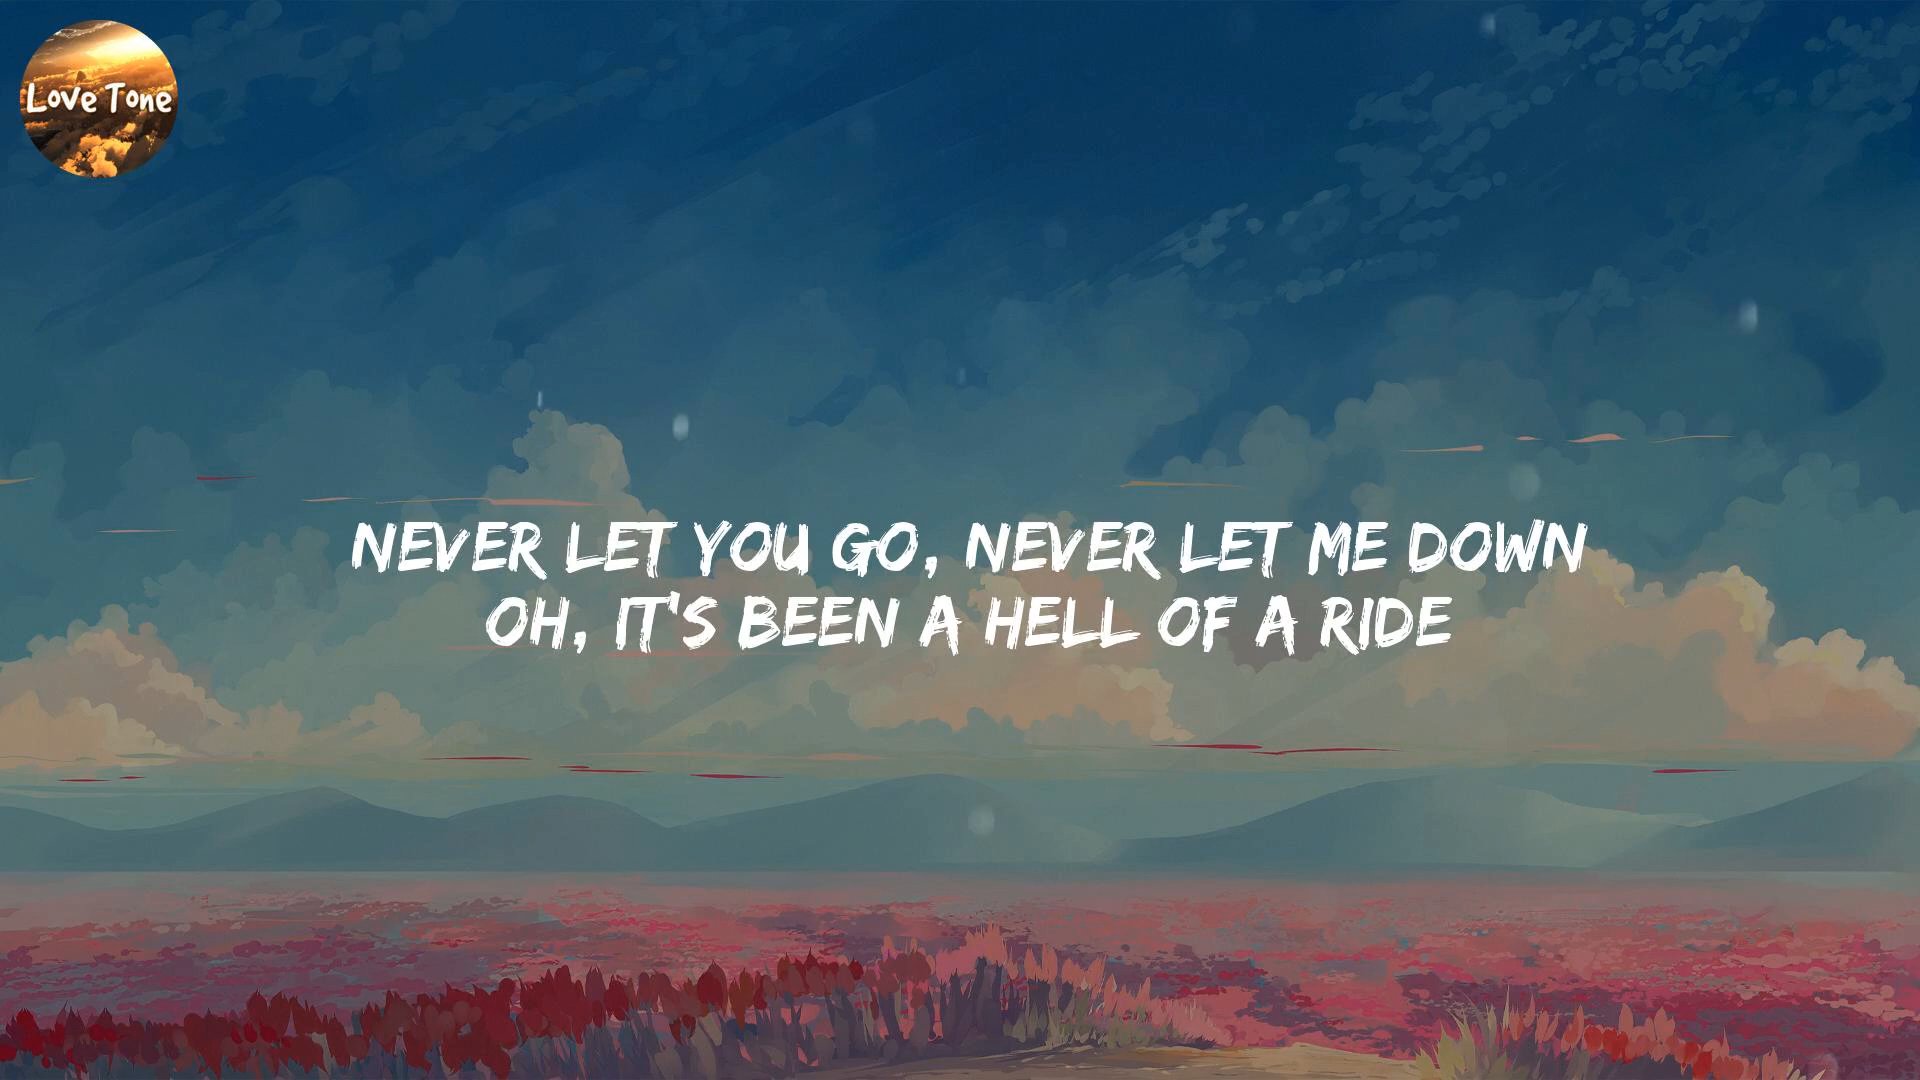 Love Tone
NEVER LET YOU GO, NEVER LET ME DOWN
OH, IT'S BEEN A HELL OF A RIDE